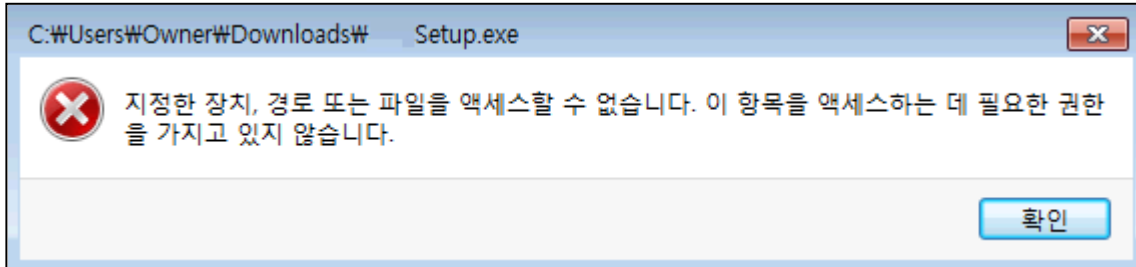 C:₩Users₩Owner₩Downloads₩ Setup.exe
지정한 장치, 경로 또는 파일을 액세스할 수 없습니다. 이 항목을 액세스하는 데 필요한 권한
을 가지고 있지 않습니다.
확인